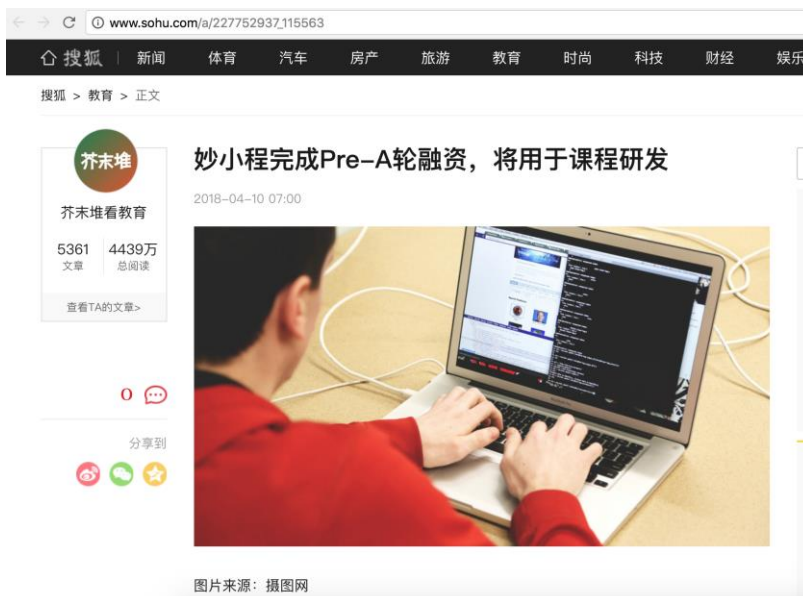 www.sohu.com/a/227752937_115563
搜狐 | 新闻 体育 汽车 房产 旅游 教育 时尚 科技 财经 娱乐
搜狐 > 教育 > 正文
芥末堆
芥末堆看教育
5361 4439万
文章 总阅读
查看TA的文章>
0
分享到
妙小程完成Pre-A轮融资，将用于课程研发
2018-04-10 07:00
图片来源：摄图网